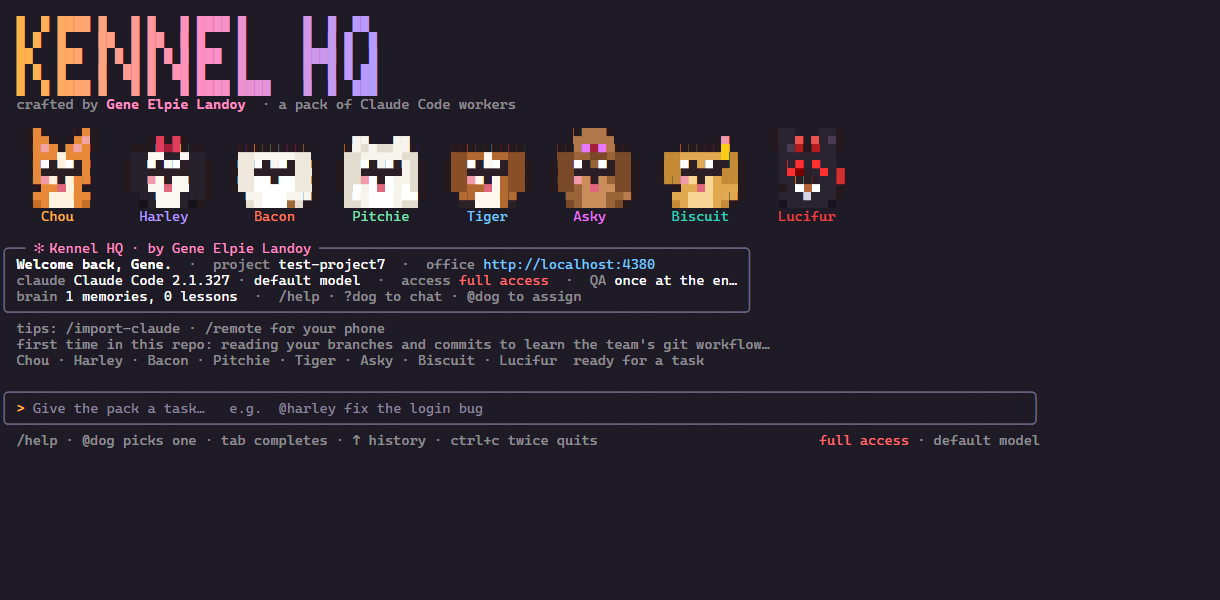 KENNEL HQ
crafted by Gene Elpie Landoy · a pack of Claude Code workers
Chou Harley Bacon Pitchie Tiger Asky Biscuit Lucifur
✻ Kennel HQ · by Gene Elpie Landoy
Welcome back, Gene. · project test-project7 · office http://localhost:4380
claude Claude Code 2.1.327 · default model · access full access · QA once at the en…
brain 1 memories, 0 lessons · /help · ?dog to chat · @dog to assign
tips: /import-claude · /remote for your phone
first time in this repo: reading your branches and commits to learn the team's git workflow…
Chou · Harley · Bacon · Pitchie · Tiger · Asky · Biscuit · Lucifur ready for a task
> Give the pack a task… e.g. @harley fix the login bug
/help · @dog picks one · tab completes · ↑ history · ctrl+c twice quits full access · default model